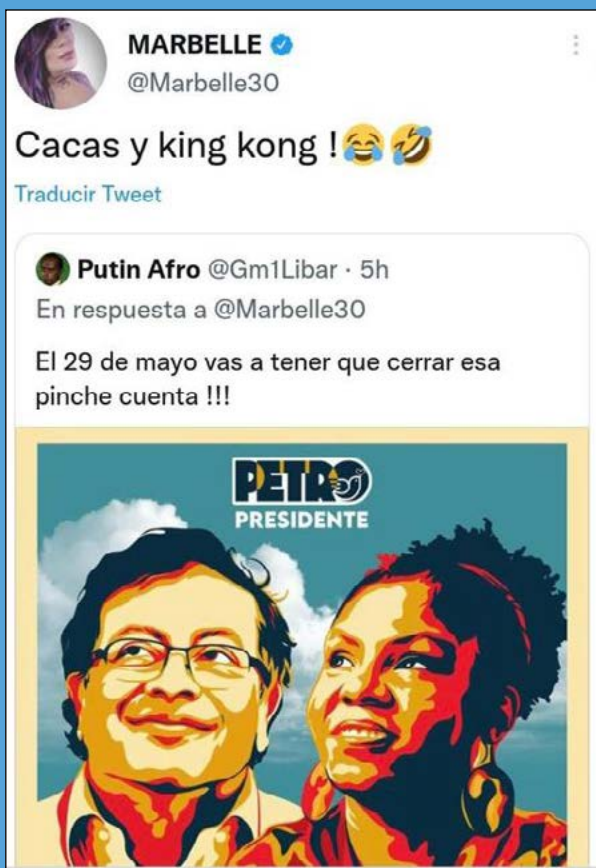 MARBELLE
@Marbelle30
Cacas y king kong !😂🤣
Traducir Tweet
Putin Afro @Gm1Libar · 5h
En respuesta a @Marbelle30
El 29 de mayo vas a tener que cerrar esa
pinche cuenta !!!
PETRO
PRESIDENTE